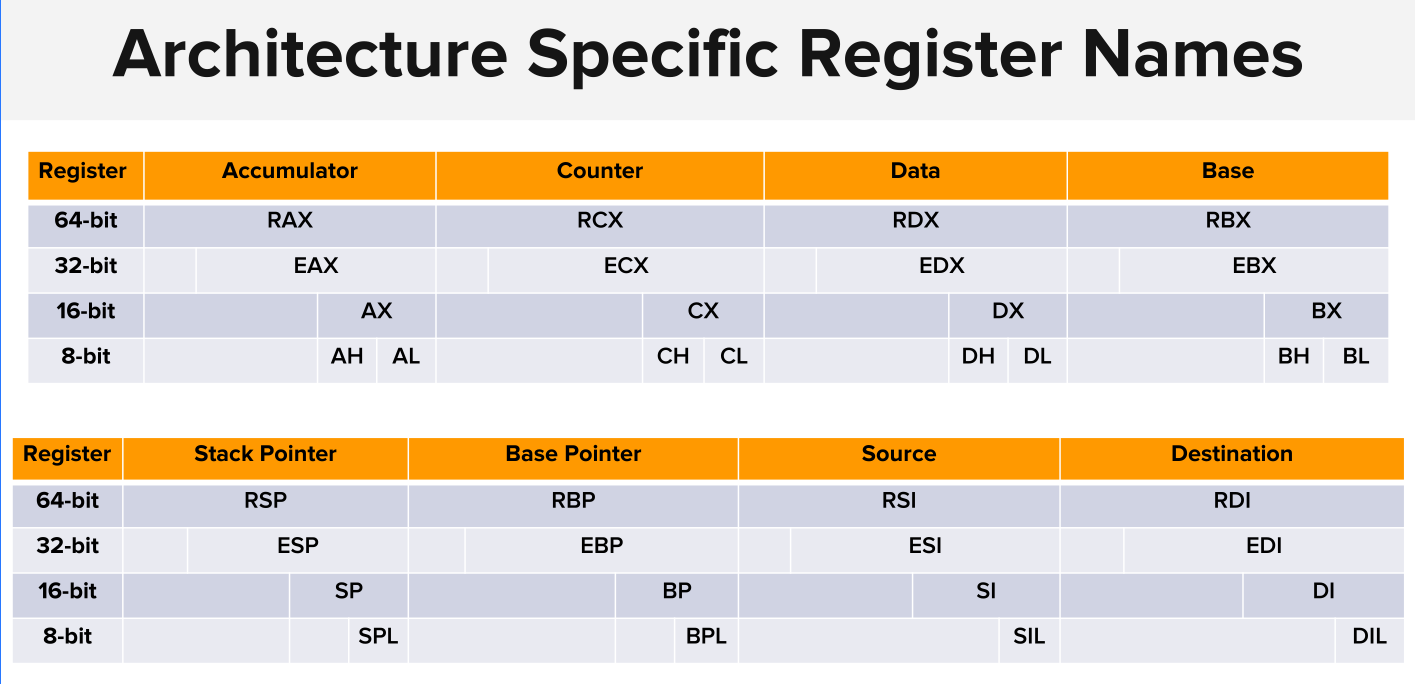 Architecture Specific Register Names
Register Accumulator Counter Data Base
64-bit RAX RCX RDX RBX
32-bit EAX ECX EDX EBX
16-bit AX CX DX BX
8-bit AH AL CH CL DH DL BH BL
Register Stack Pointer Base Pointer Source Destination
64-bit RSP RBP RSI RDI
32-bit ESP EBP ESI EDI
16-bit SP BP SI DI
8-bit SPL BPL SIL DIL